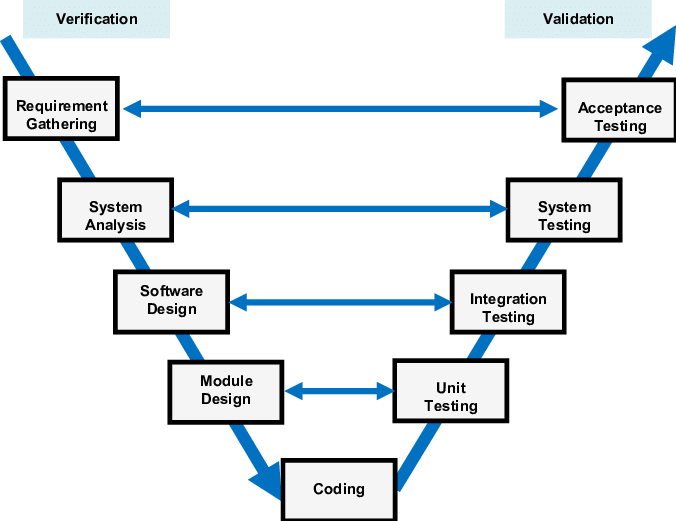 Verification
Validation
Requirement
Gathering
Acceptance
Testing
System
Analysis
System
Testing
Software
Design
Integration
Testing
Module
Design
Unit
Testing
Coding